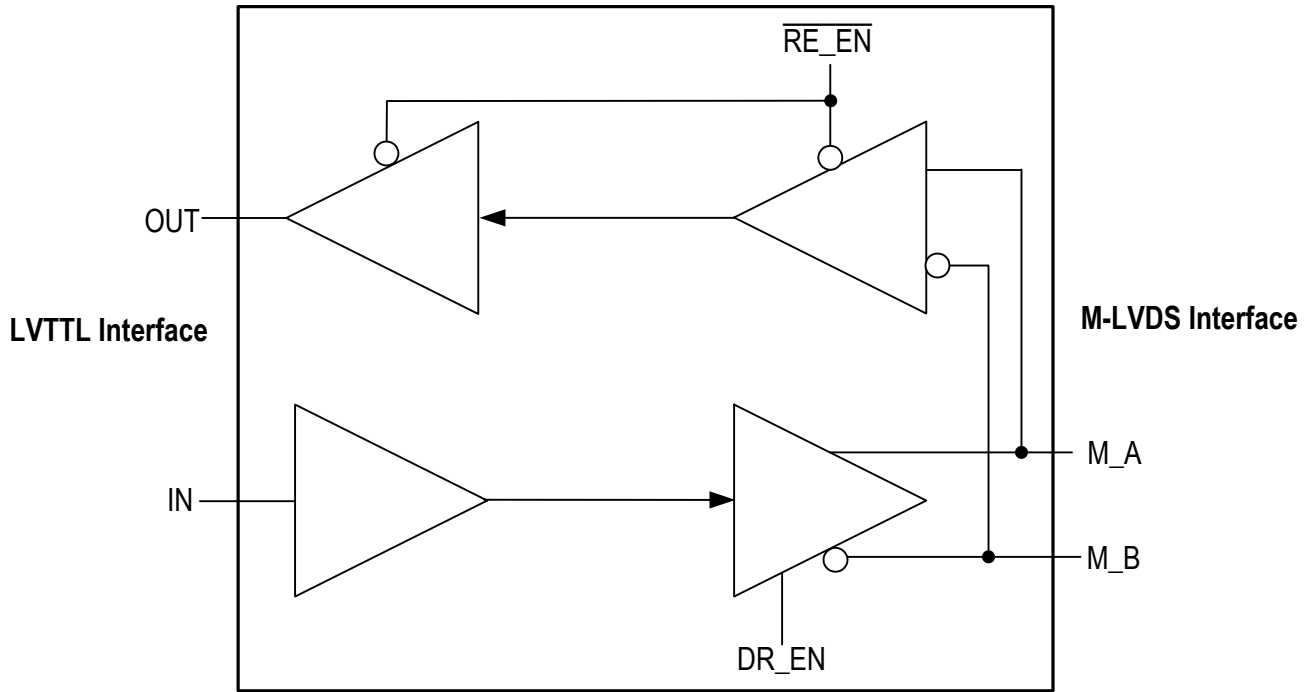 RE_EN
OUT
LVTTL Interface
M-LVDS Interface
M_A
IN
M_B
DR_EN